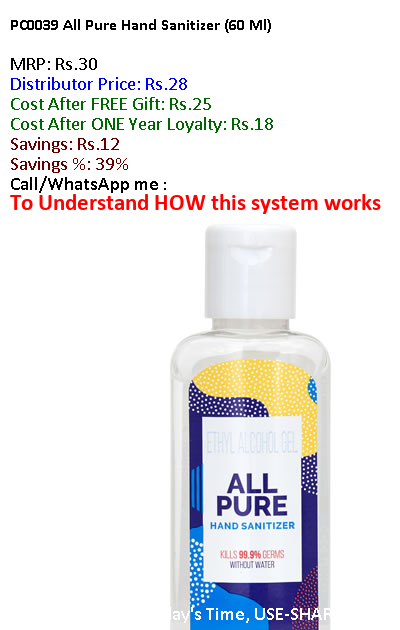 PC0039 All Pure Hand Sanitizer (60 Ml)
MRP: Rs.30
Distributor Price: Rs.28
Cost After FREE Gift: Rs.25
Cost After ONE Year Loyalty: Rs.18
Savings: Rs.12
Savings %: 39%
Call/WhatsApp me :
To Understand HOW this system works
ETHYL ALCOHOL GEL
ALL
PURE
HAND SANITIZER
KILLS 99.9% GERMS
WITHOUT WATER
Time, USE-SHAR